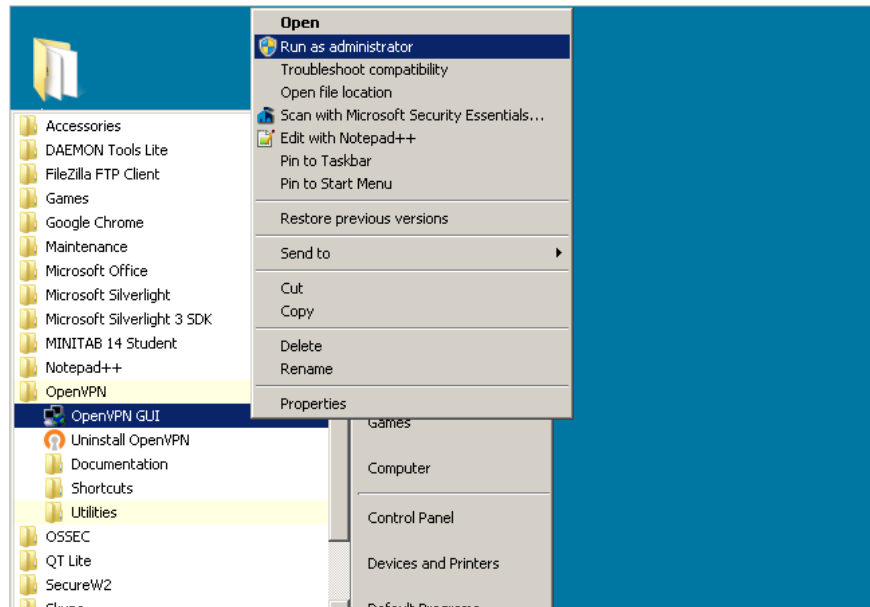 Open
Run as administrator
Troubleshoot compatibility
Open file location
Scan with Microsoft Security Essentials...
Edit with Notepad++
Pin to Taskbar
Pin to Start Menu
Restore previous versions
Send to
Cut
Copy
Delete
Rename
Properties
Accessories
DAEMON Tools Lite
FileZilla FTP Client
Games
Google Chrome
Maintenance
Microsoft Office
Microsoft Silverlight
Microsoft Silverlight 3 SDK
MINITAB 14 Student
Notepad++
OpenVPN
OpenVPN GUI
Uninstall OpenVPN
Documentation
Shortcuts
Utilities
OSSEC
QT Lite
SecureW2
Skype
Games
Computer
Control Panel
Devices and Printers
Default Programs